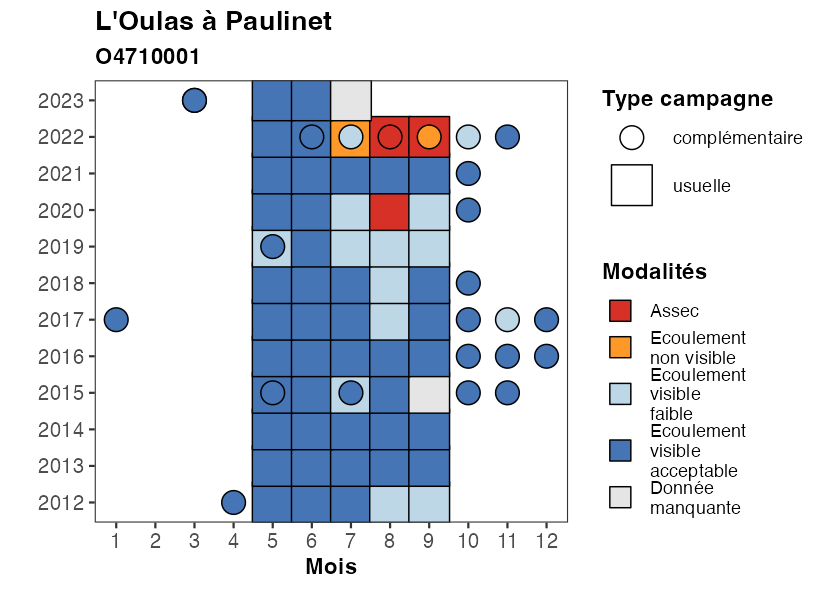 L'Oulas à Paulinet
O4710001
2023
2022
2021
2020
2019
2018
2017
2016
2015
2014
2013
2012
1 2 3 4 5 6 7 8 9 10 11 12
Mois
Type campagne
complémentaire
usuelle
Modalités
Assec
Ecoulement
non visible
Ecoulement
visible
faible
Ecoulement
visible
acceptable
Donnée
manquante